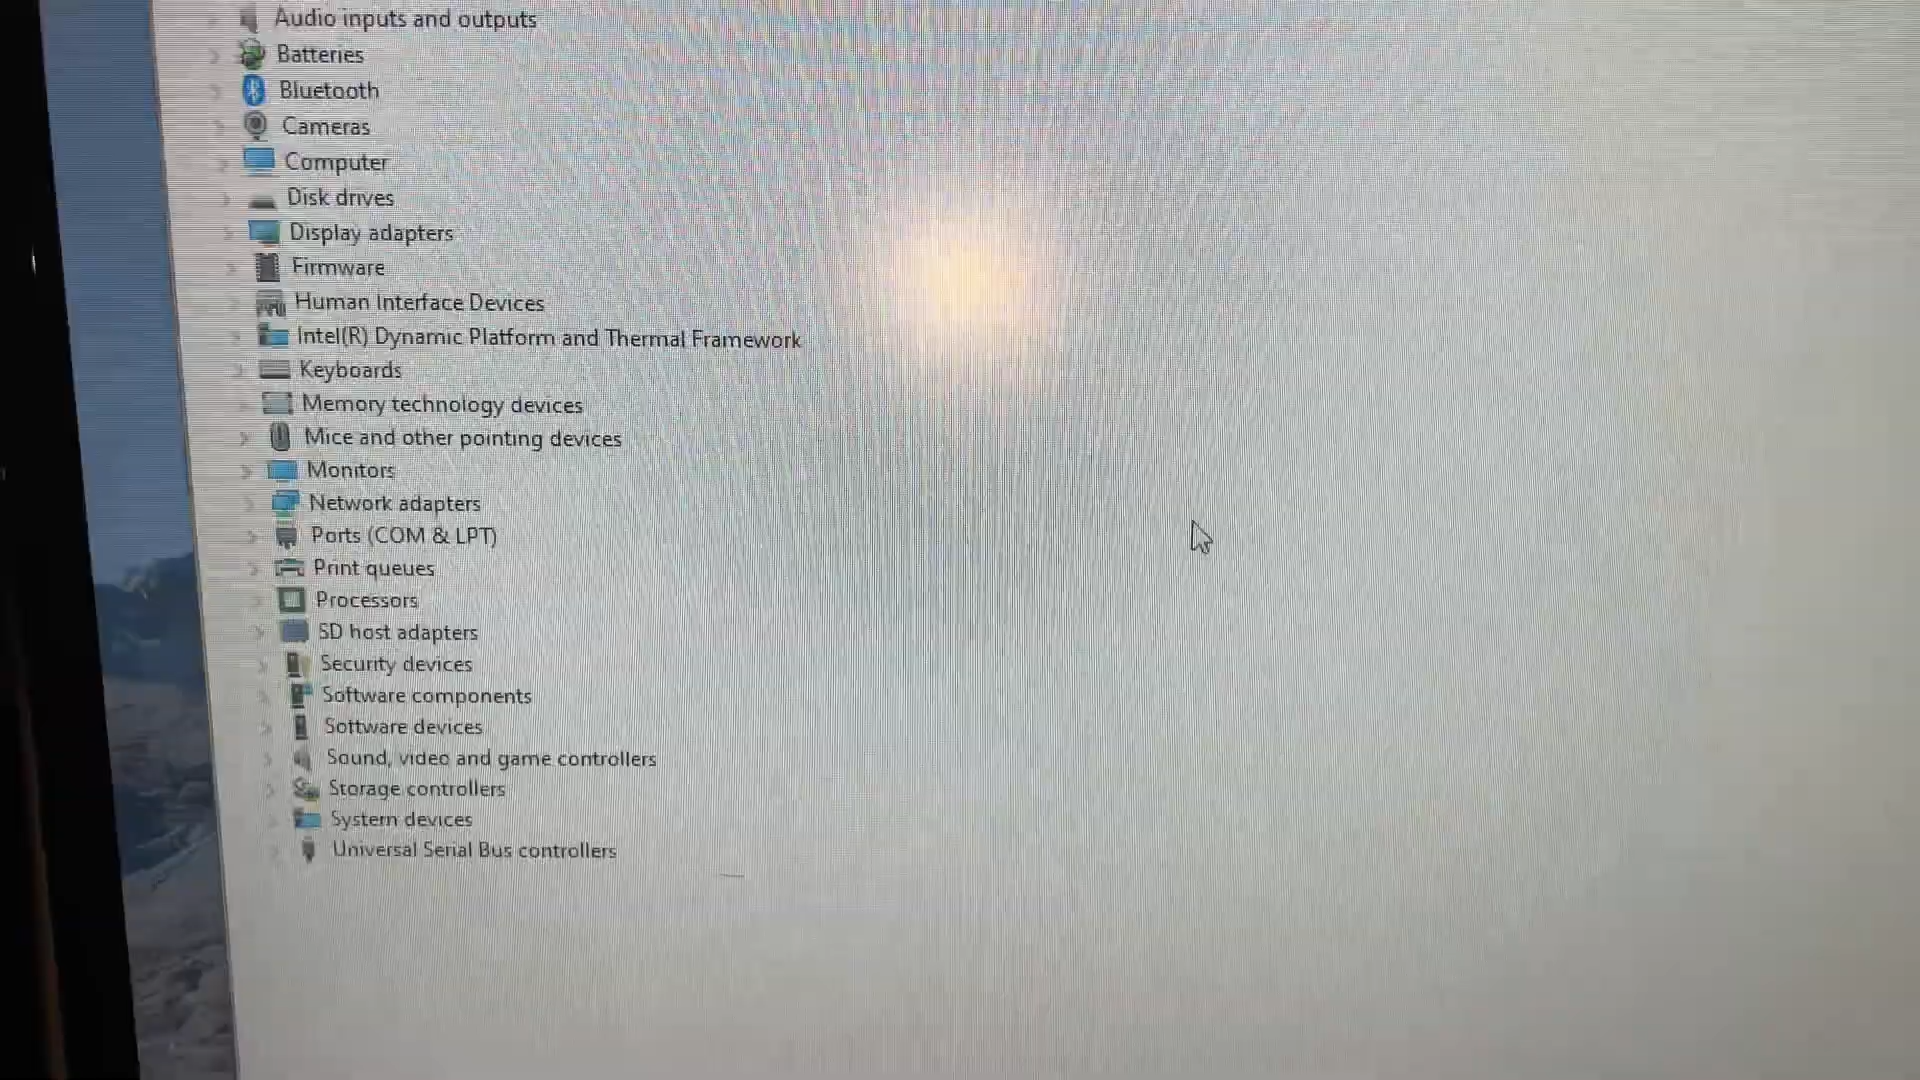 Audio inputs and outputs
Batteries
Bluetooth
Cameras
Computer
Disk drives
Display adapters
Firmware
Human Interface Devices
Intel(R) Dynamic Platform and Thermal Framework
Keyboards
Memory technology devices
Mice and other pointing devices
Monitors
Network adapters
Ports (COM & LPT)
Print queues
Processors
SD host adapters
Security devices
Software components
Software devices
Sound, video and game controllers
Storage controllers
System devices
Universal Serial Bus controllers